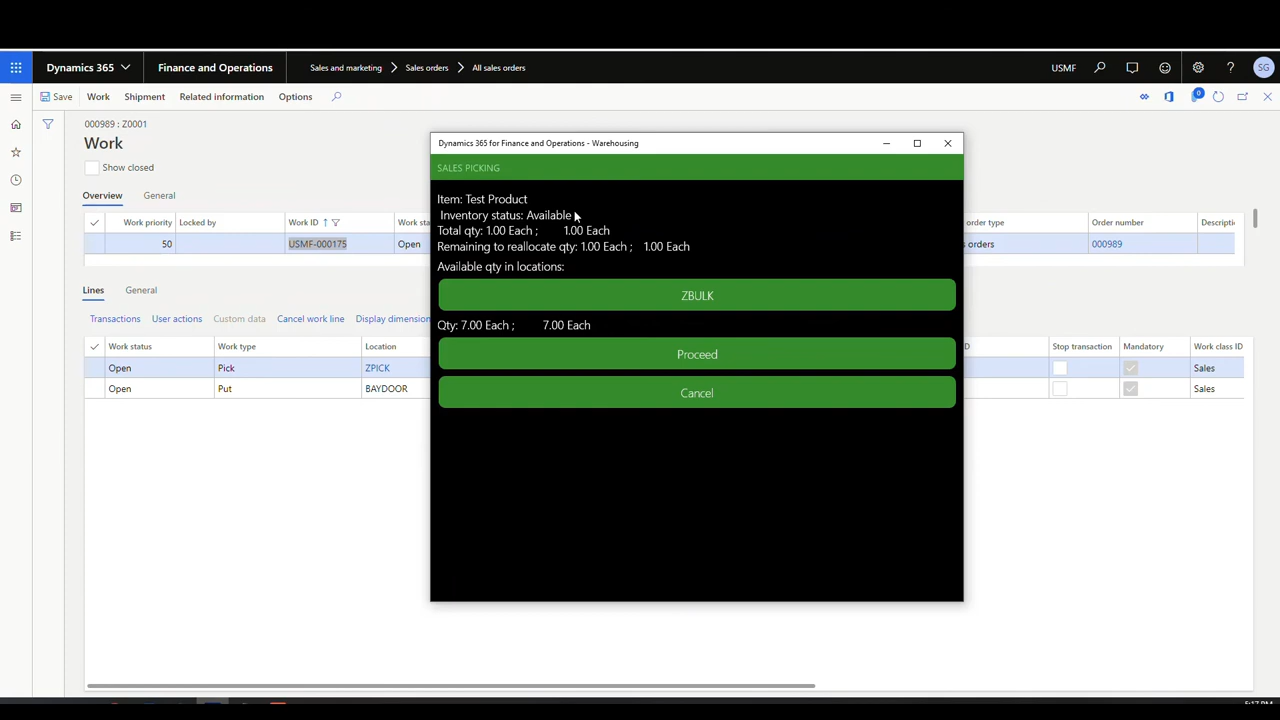 Dynamics 365
Finance and Operations
Sales and marketing
Sales orders
All sales orders
USMF
?
SG
Save
Work
Shipment
Related information
Options
0
000989 : Z0001
Work
Show closed
Overview
General
Work priority
Locked by
Work ID
Work sta
order type
Order number
Descripti
50
USMF-000175
Open
s orders
000989
Lines
General
Transactions
User actions
Custom data
Cancel work line
Display dimension
Work status
Work type
Location
D
Stop transaction
Mandatory
Work class ID
Open
Pick
ZPICK
Sales
Open
Put
BAYDOOR
Sales
Dynamics 365 for Finance and Operations - Warehousing
SALES PICKING
Item: Test Product
Inventory status: Available
Total qty: 1.00 Each ; 1.00 Each
Remaining to reallocate qty: 1.00 Each ; 1.00 Each
Available qty in locations:
ZBULK
Qty: 7.00 Each ; 7.00 Each
Proceed
Cancel